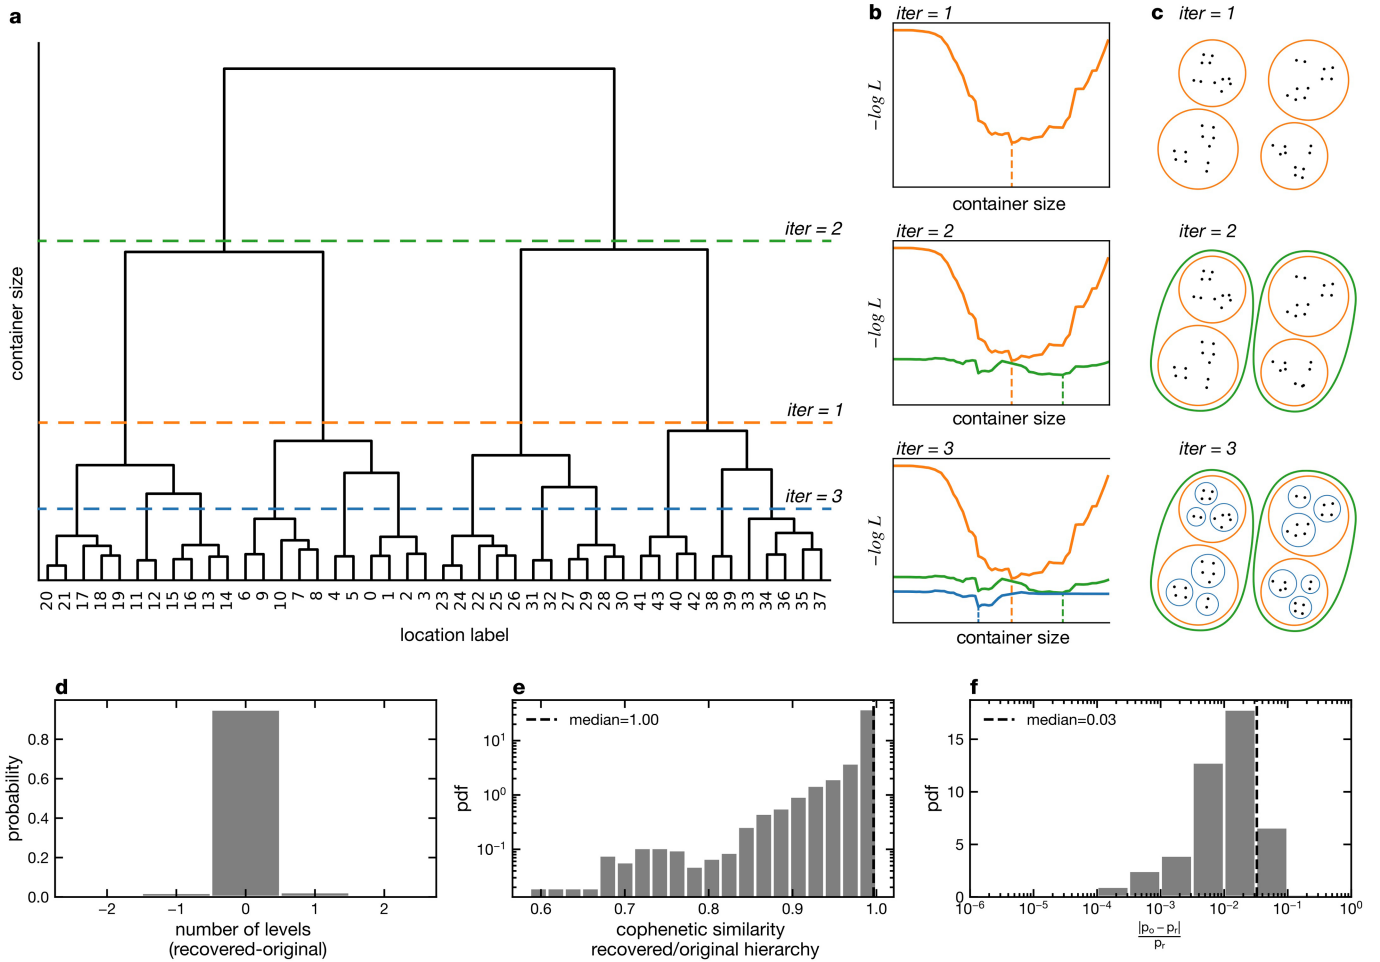 a
container size
iter = 2
iter = 1
iter = 3
20 21 17 18 19 11 12 15 16 13 14 6 9 10 7 8 4 5 0 1 2 3 23 24 22 25 26 31 32 27 29 28 30 41 43 40 42 38 39 33 34 36 35 37
location label
b
iter = 1
−log L
container size
iter = 2
−log L
container size
iter = 3
−log L
container size
c
iter = 1
iter = 2
iter = 3
d
probability
0.8
0.6
0.4
0.2
0.0
−2 −1 0 1 2
number of levels
(recovered-original)
e
median=1.00
pdf
10¹
10⁰
10⁻¹
0.6 0.7 0.8 0.9 1.0
cophenetic similarity
recovered/original hierarchy
f
median=0.03
pdf
15
10
5
0
10⁻⁶ 10⁻⁵ 10⁻⁴ 10⁻³ 10⁻² 10⁻¹ 10⁰
|pₒ − pᵣ|
pᵣ